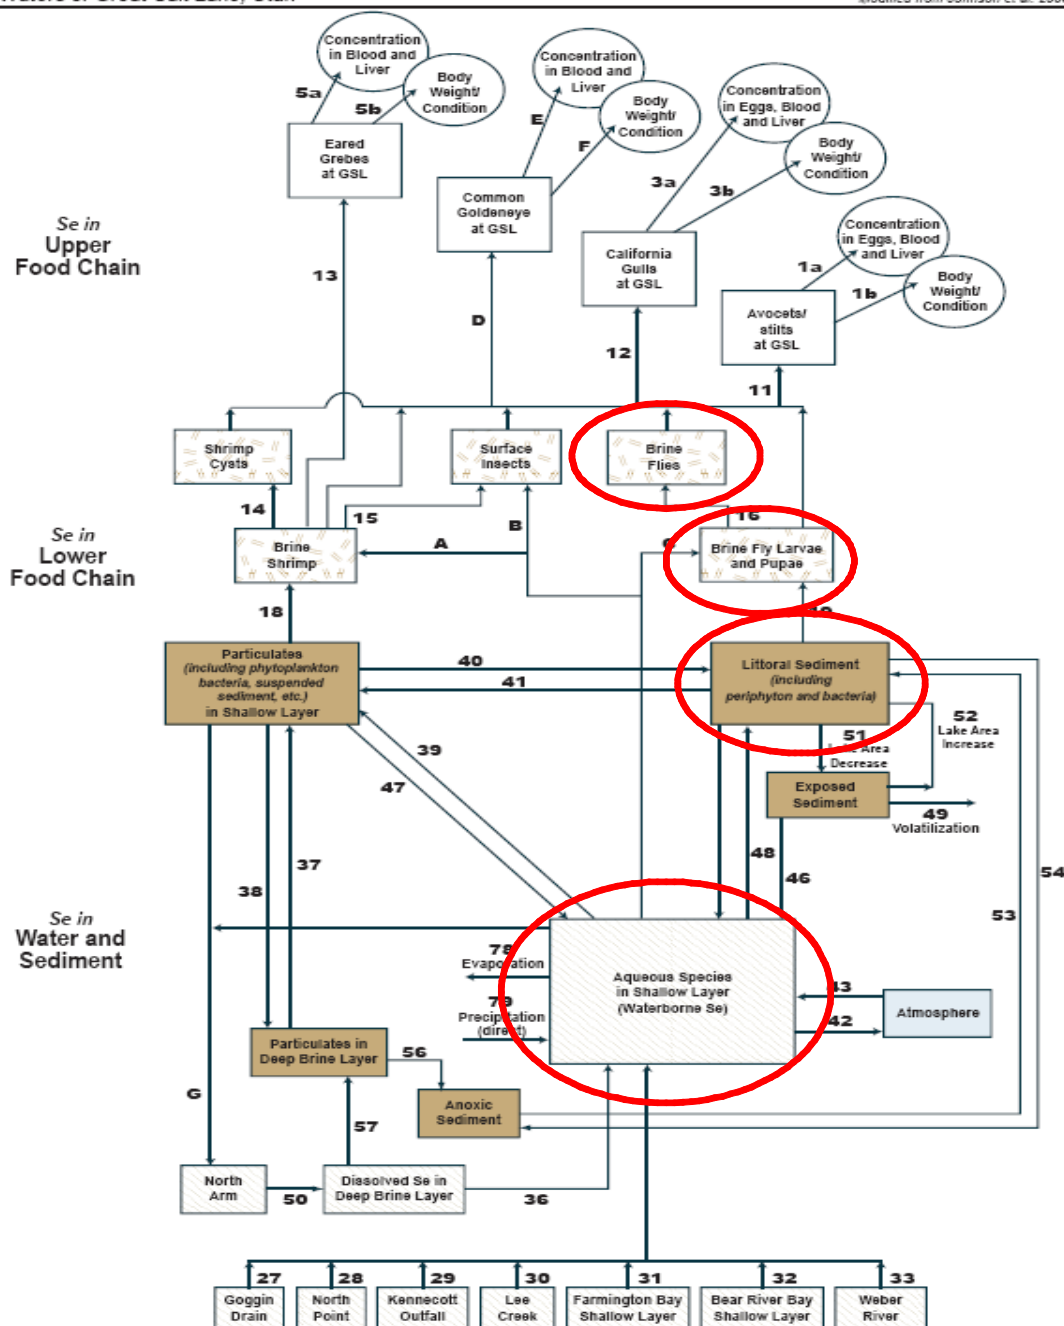 Concentration
in Blood and
Liver
Body
Weight/
Condition
5a
5b
Eared
Grebes
at GSL
Concentration
in Blood and
Liver
Body
Weight/
Condition
E
F
Common
Goldeneye
at GSL
Concentration
in Eggs, Blood
and Liver
Body
Weight/
Condition
3a
3b
California
Gulls
at GSL
Concentration
in Eggs, Blood
and Liver
Body
Weight/
Condition
1a
1b
Avocets/
stilts
at GSL
Se in
Upper
Food Chain
13
D
12
11
Shrimp
Cysts
Surface
Insects
Brine
Flies
14
15
B
16
Se in
Lower
Food Chain
Brine
Shrimp
A
Brine Fly Larvae
and Pupae
18
Particulates
(including phytoplankton
bacteria, suspended
sediment, etc.)
in Shallow Layer
40
41
Littoral Sediment
(including
periphyton and bacteria)
39
47
51
Lake Area
Decrease
52
Lake Area
Increase
Exposed
Sediment
49
Volatilization
37
38
48
46
54
53
Se in
Water and
Sediment
78
Evaporation
79
Precipitation
(direct)
Aqueous Species
in Shallow Layer
(Waterborne Se)
43
42
Atmosphere
Particulates in
Deep Brine Layer
56
Anoxic
Sediment
G
57
North
Arm
50
Dissolved Se in
Deep Brine Layer
36
27
28
29
30
31
32
33
Goggin
Drain
North
Point
Kennecott
Outfall
Lee
Creek
Farmington Bay
Shallow Layer
Bear River Bay
Shallow Layer
Weber
River